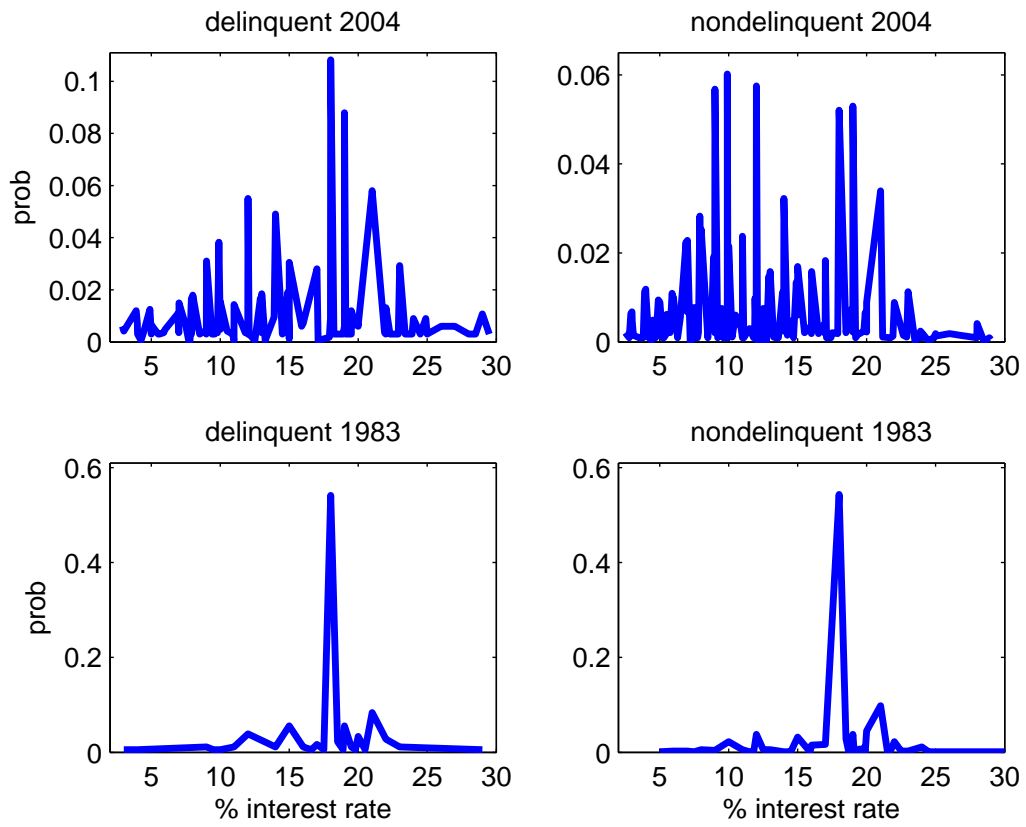 delinquent 2004
nondelinquent 2004
0.1
0.08
0.06
0.04
0.02
0
prob
5 10 15 20 25 30
0.06
0.04
0.02
0
5 10 15 20 25 30
delinquent 1983
nondelinquent 1983
0.6
0.4
0.2
0
prob
5 10 15 20 25 30
% interest rate
0.6
0.4
0.2
0
5 10 15 20 25 30
% interest rate